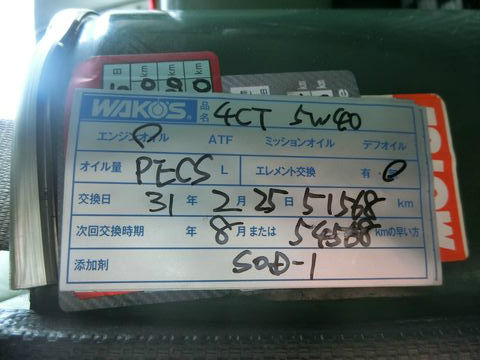 WAKO'S 品名 4CT 5W40
エンジンオイル ATF ミッションオイル デフオイル
オイル量 PECS L エレメント交換 有
交換日 31 年 2 月 25 日 51568 km
次回交換時期 年 8 月または kmの早い方
添加剤 SOD-1